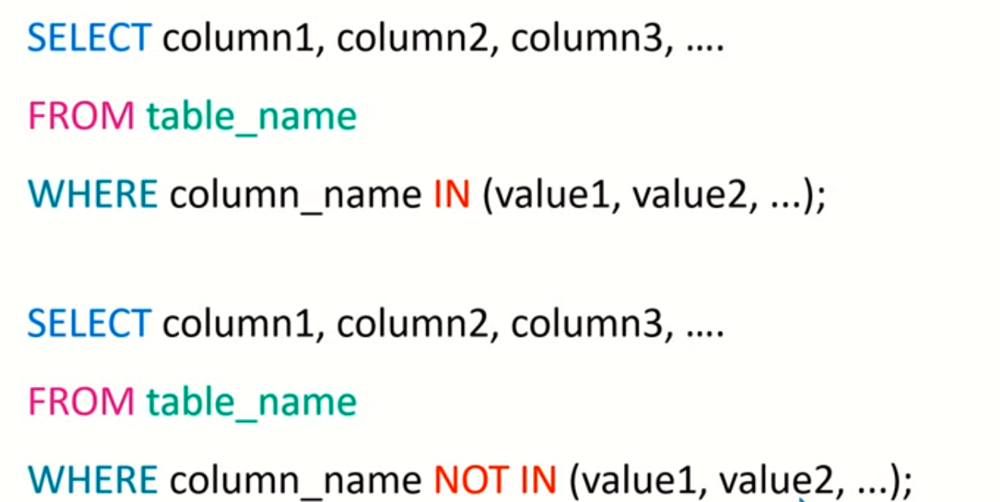 SELECT column1, column2, column3, ....
FROM table_name
WHERE column_name IN (value1, value2, ...);
SELECT column1, column2, column3, ....
FROM table_name
WHERE column_name NOT IN (value1, value2, ...);